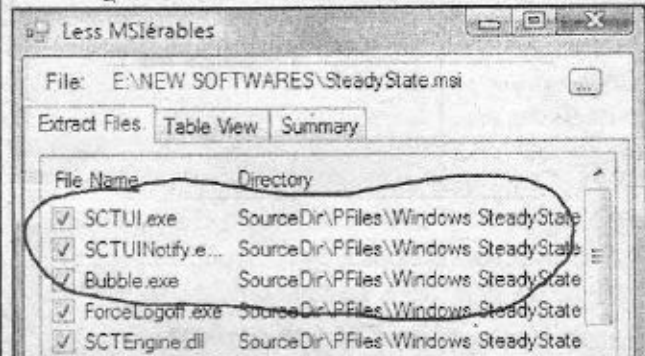 Less MSIérables
File: E:\NEW SOFTWARES\SteadyState.msi ...
Extract Files Table View Summary
File Name Directory
SCTUI.exe SourceDir\PFiles\Windows SteadyState
SCTUINotify.e... SourceDir\PFiles\Windows SteadyState
Bubble.exe SourceDir\PFiles\Windows SteadyState
ForceLogoff.exe SourceDir\PFiles\Windows SteadyState
SCTEngine.dll SourceDir\PFiles\Windows SteadyState